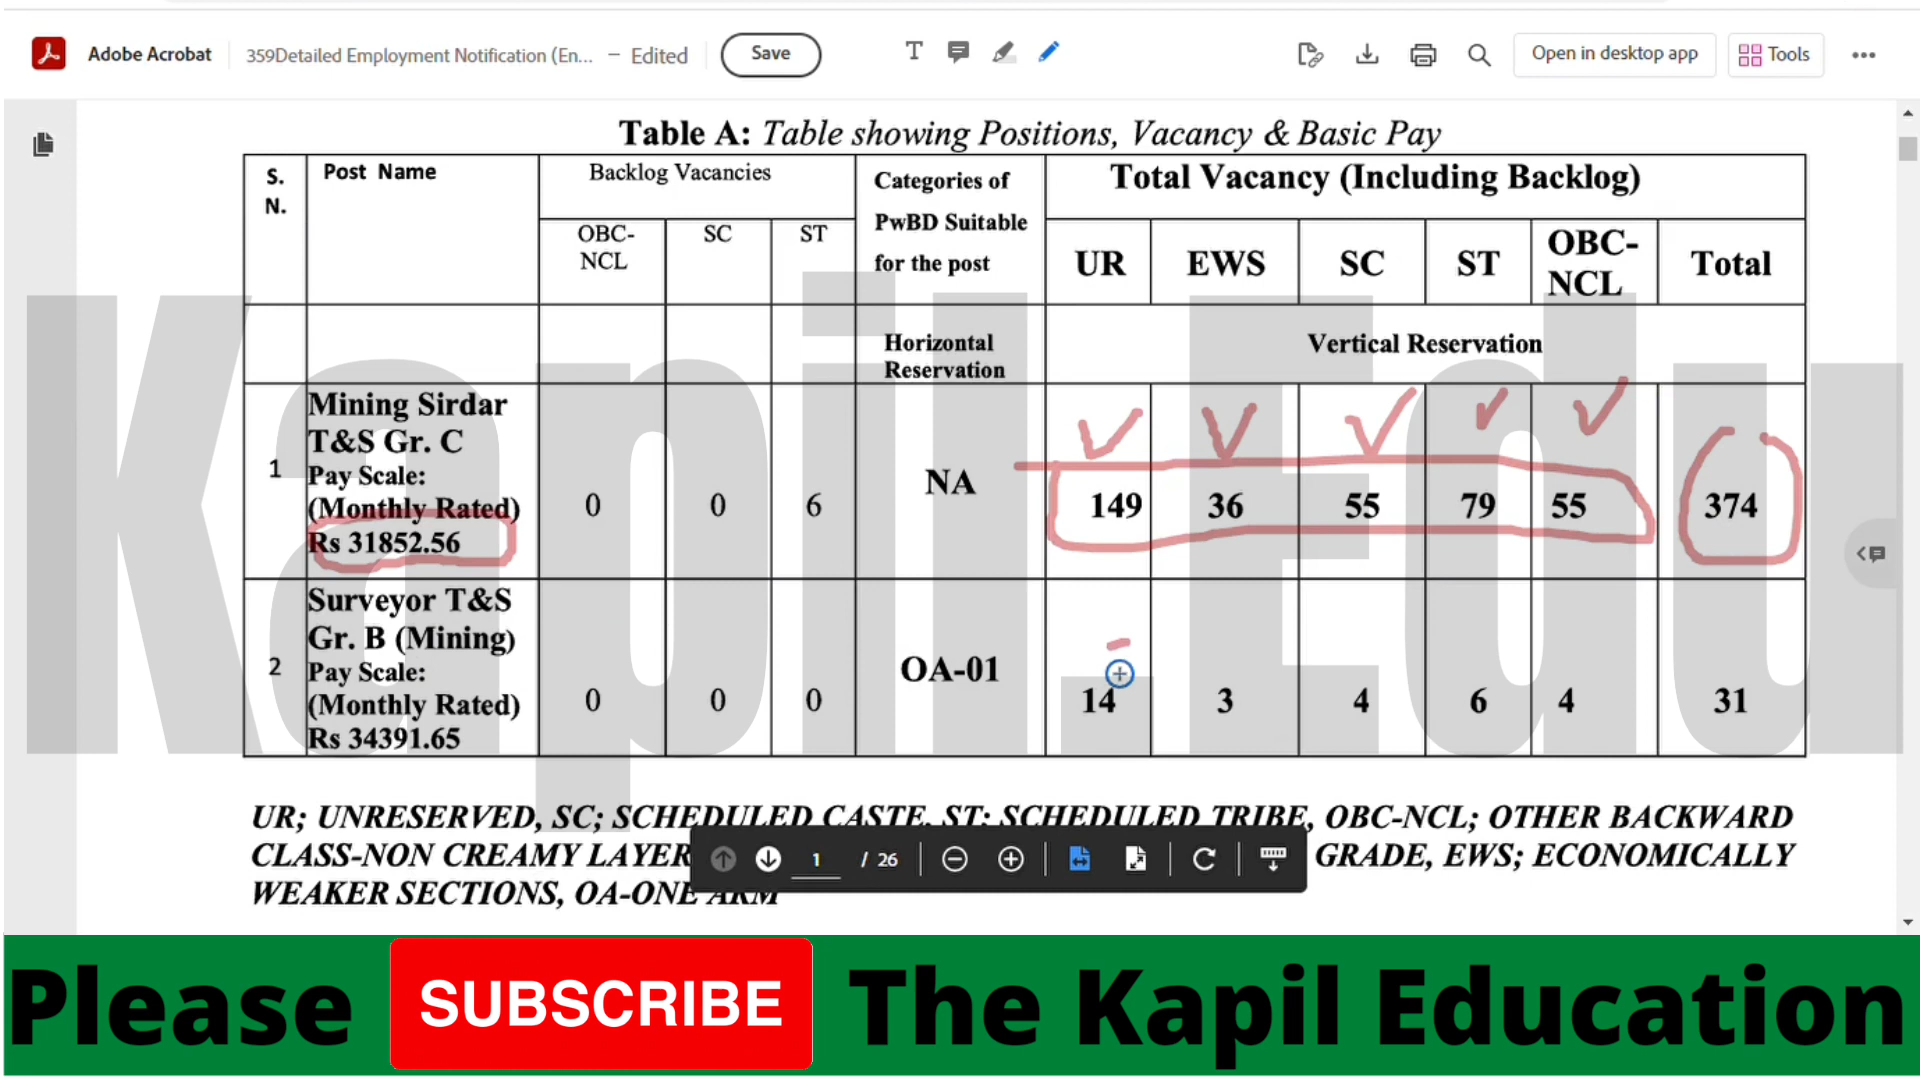 Adobe Acrobat
359Detailed Employment Notification (En... – Edited
Save
Open in desktop app
Tools
Table A: Table showing Positions, Vacancy & Basic Pay
S. N.
Post Name
Backlog Vacancies
Categories of PwBD Suitable for the post
Total Vacancy (Including Backlog)
OBC-NCL
SC
ST
UR
EWS
SC
ST
OBC-NCL
Total
Horizontal Reservation
Vertical Reservation
1
Mining Sirdar
T&S Gr. C
Pay Scale:
(Monthly Rated)
Rs 31852.56
0
0
6
NA
149
36
55
79
55
374
2
Surveyor T&S
Gr. B (Mining)
Pay Scale:
(Monthly Rated)
Rs 34391.65
0
0
0
OA-01
14
3
4
6
4
31
Kapil Edu
UR; UNRESERVED, SC; SCHEDULED CASTE, ST; SCHEDULED TRIBE, OBC-NCL; OTHER BACKWARD
CLASS-NON CREAMY LAYER GRADE, EWS; ECONOMICALLY
WEAKER SECTIONS, OA-ONE ARM
1 / 26
Please SUBSCRIBE The Kapil Education